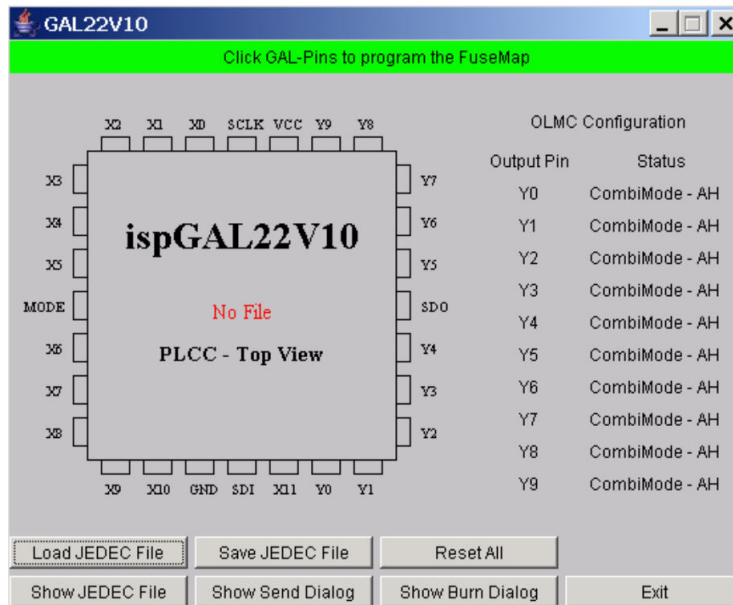 GAL22V10
Click GAL-Pins to program the FuseMap
X2 X1 X0 SCLK VCC Y9 Y8
OLMC Configuration
Output Pin Status
X3 Y7
Y0 CombiMode - AH
X4 Y6
Y1 CombiMode - AH
ispGAL22V10
X5 Y5
Y2 CombiMode - AH
Y3 CombiMode - AH
MODE No File SDO
Y4 CombiMode - AH
X6 PLCC - Top View Y4
Y5 CombiMode - AH
X7 Y3
Y6 CombiMode - AH
X8 Y2
Y7 CombiMode - AH
Y8 CombiMode - AH
X9 X10 GND SDI X11 Y0 Y1
Y9 CombiMode - AH
Load JEDEC File Save JEDEC File Reset All
Show JEDEC File Show Send Dialog Show Burn Dialog Exit